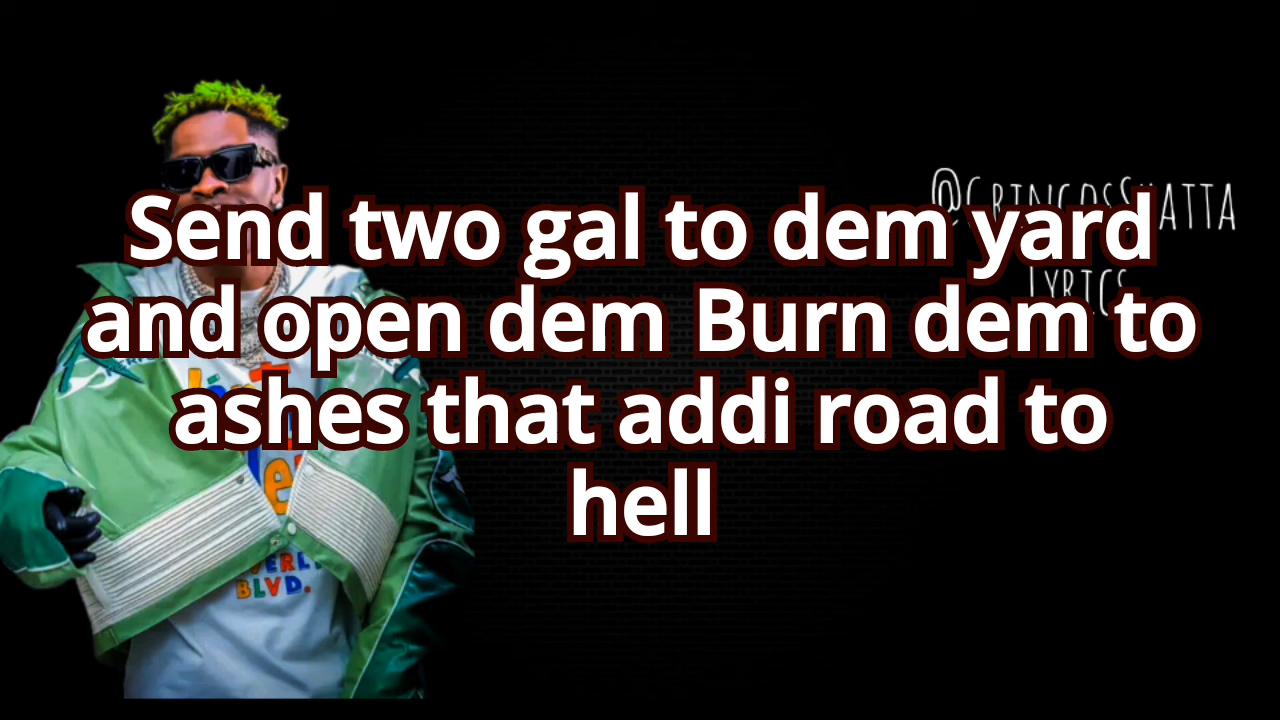 Send two gal to dem yard
and open dem Burn dem to
ashes that addi road to
hell
BLVD.